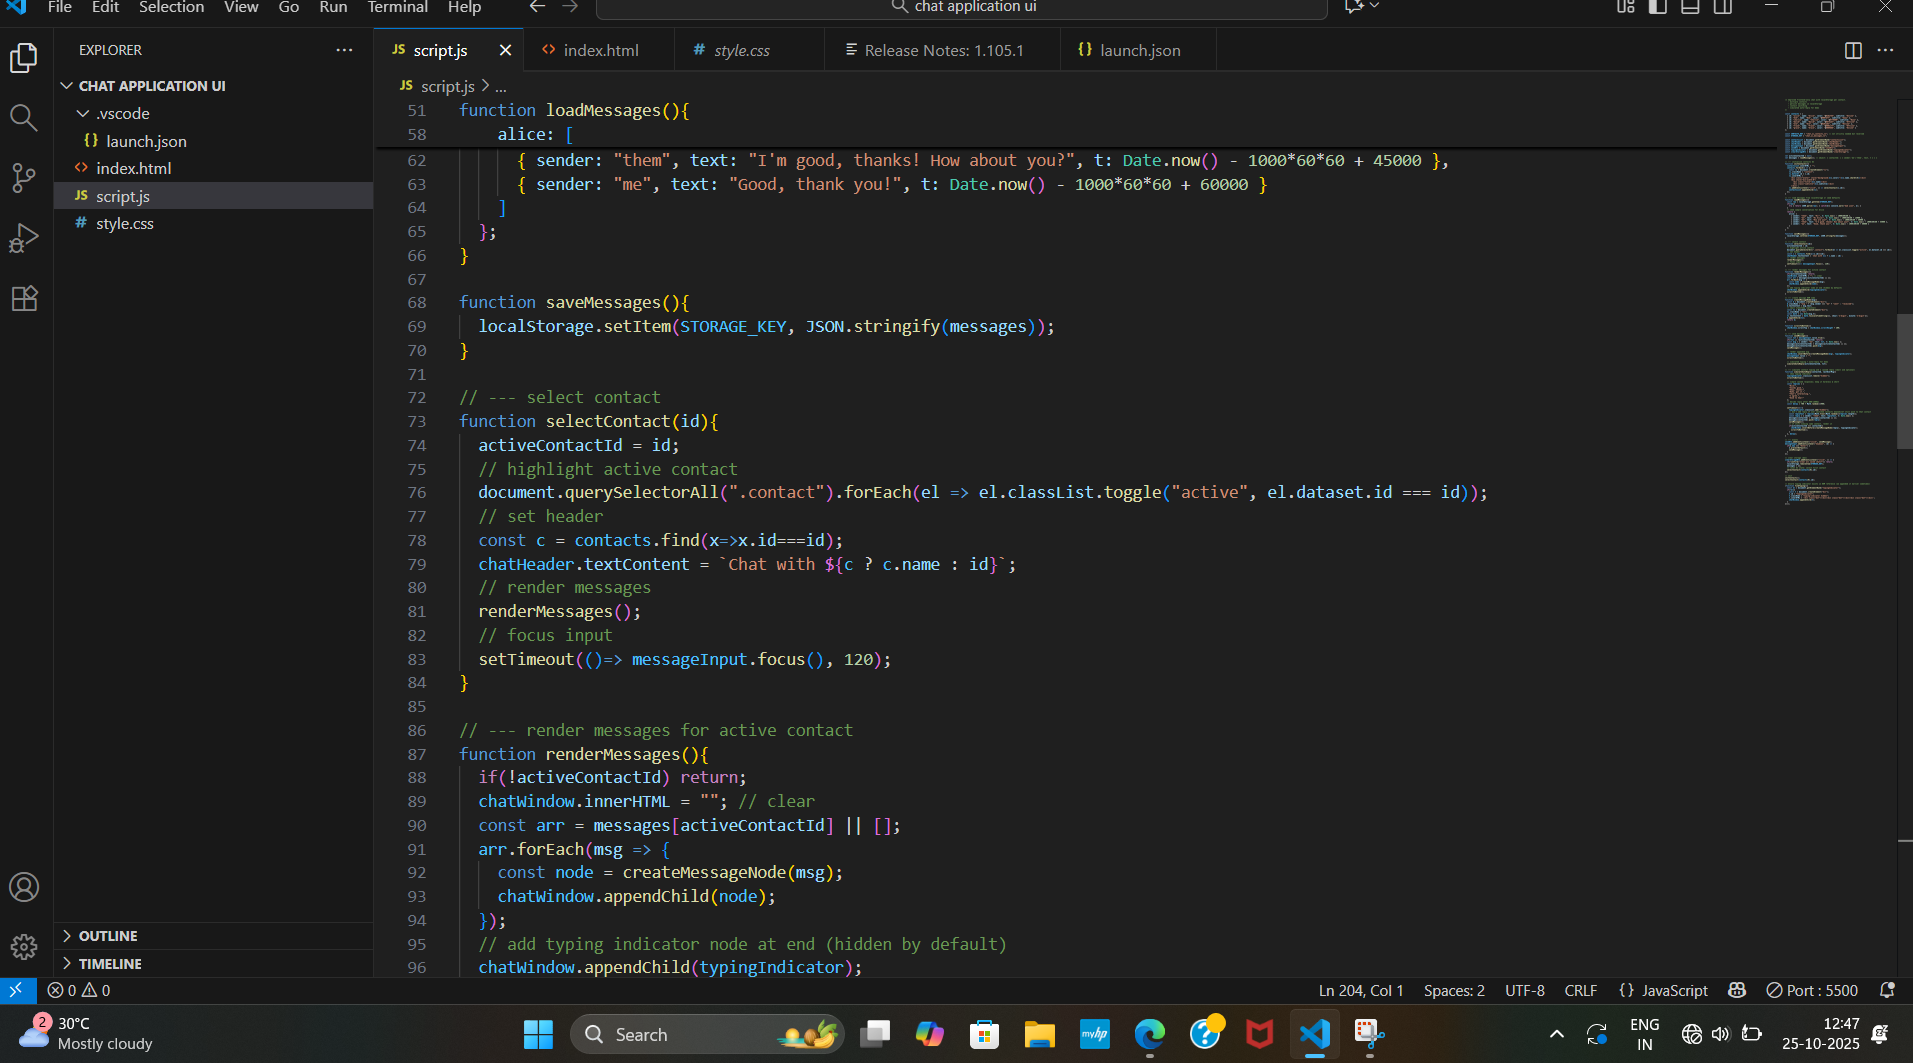 File Edit Selection View Go Run Terminal Help
chat application ui
EXPLORER
CHAT APPLICATION UI
.vscode
{} launch.json
<> index.html
JS script.js
# style.css
OUTLINE
TIMELINE
JS script.js
<> index.html
# style.css
Release Notes: 1.105.1
{} launch.json
JS script.js > ...
51 function loadMessages(){
58 alice: [
62 { sender: "them", text: "I'm good, thanks! How about you?", t: Date.now() - 1000*60*60 + 45000 },
63 { sender: "me", text: "Good, thank you!", t: Date.now() - 1000*60*60 + 60000 }
64 ]
65 };
66 }
67
68 function saveMessages(){
69 localStorage.setItem(STORAGE_KEY, JSON.stringify(messages));
70 }
71
72 // --- select contact
73 function selectContact(id){
74 activeContactId = id;
75 // highlight active contact
76 document.querySelectorAll(".contact").forEach(el => el.classList.toggle("active", el.dataset.id === id));
77 // set header
78 const c = contacts.find(x=>x.id===id);
79 chatHeader.textContent = `Chat with ${c ? c.name : id}`;
80 // render messages
81 renderMessages();
82 // focus input
83 setTimeout(()=> messageInput.focus(), 120);
84 }
85
86 // --- render messages for active contact
87 function renderMessages(){
88 if(!activeContactId) return;
89 chatWindow.innerHTML = ""; // clear
90 const arr = messages[activeContactId] || [];
91 arr.forEach(msg => {
92 const node = createMessageNode(msg);
93 chatWindow.appendChild(node);
94 });
95 // add typing indicator node at end (hidden by default)
96 chatWindow.appendChild(typingIndicator);
0 0
Ln 204, Col 1 Spaces: 2 UTF-8 CRLF {} JavaScript Port : 5500
2
30°C
Mostly cloudy
Search
myhp
ENG
IN
12:47
25-10-2025